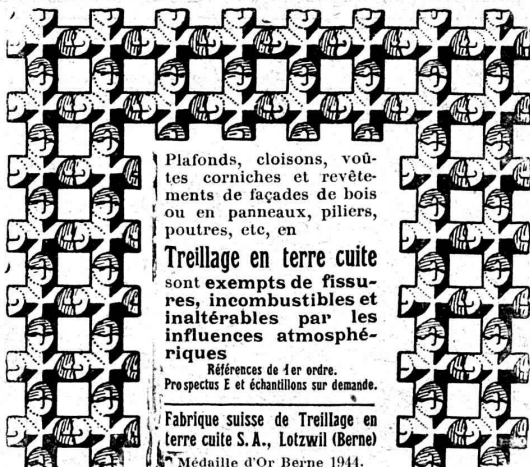 Plafonds, cloisons, voû-
tes corniches et revête-
ments de façades de bois
ou en panneaux, piliers,
poutres, etc, en
Treillage en terre cuite
sont exempts de fissu-
res, incombustibles et
inaltérables par les
influences atmosphé-
riques
Références de 1er ordre.
Prospectus E et échantillons sur demande.
Fabrique suisse de Treillage en
terre cuite S. A., Lotzwil (Berne)
Médaille d'Or Berne 1944.